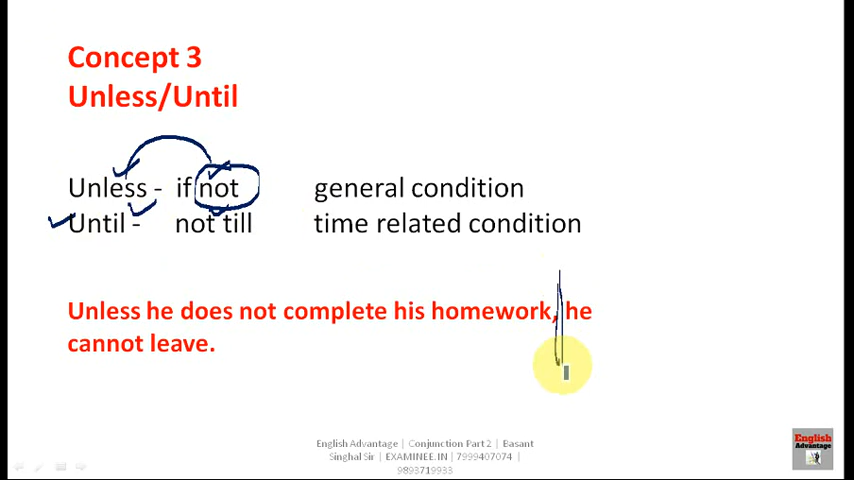 Concept 3
Unless/Until
Unless - if not general condition
Until - not till time related condition
Unless he does not complete his homework, he
cannot leave.
English Advantage | Conjunction Part 2 | Basant
Singhal Sir | EXAMINEE.IN | 7999407074 |
9893719933
English
Advantage